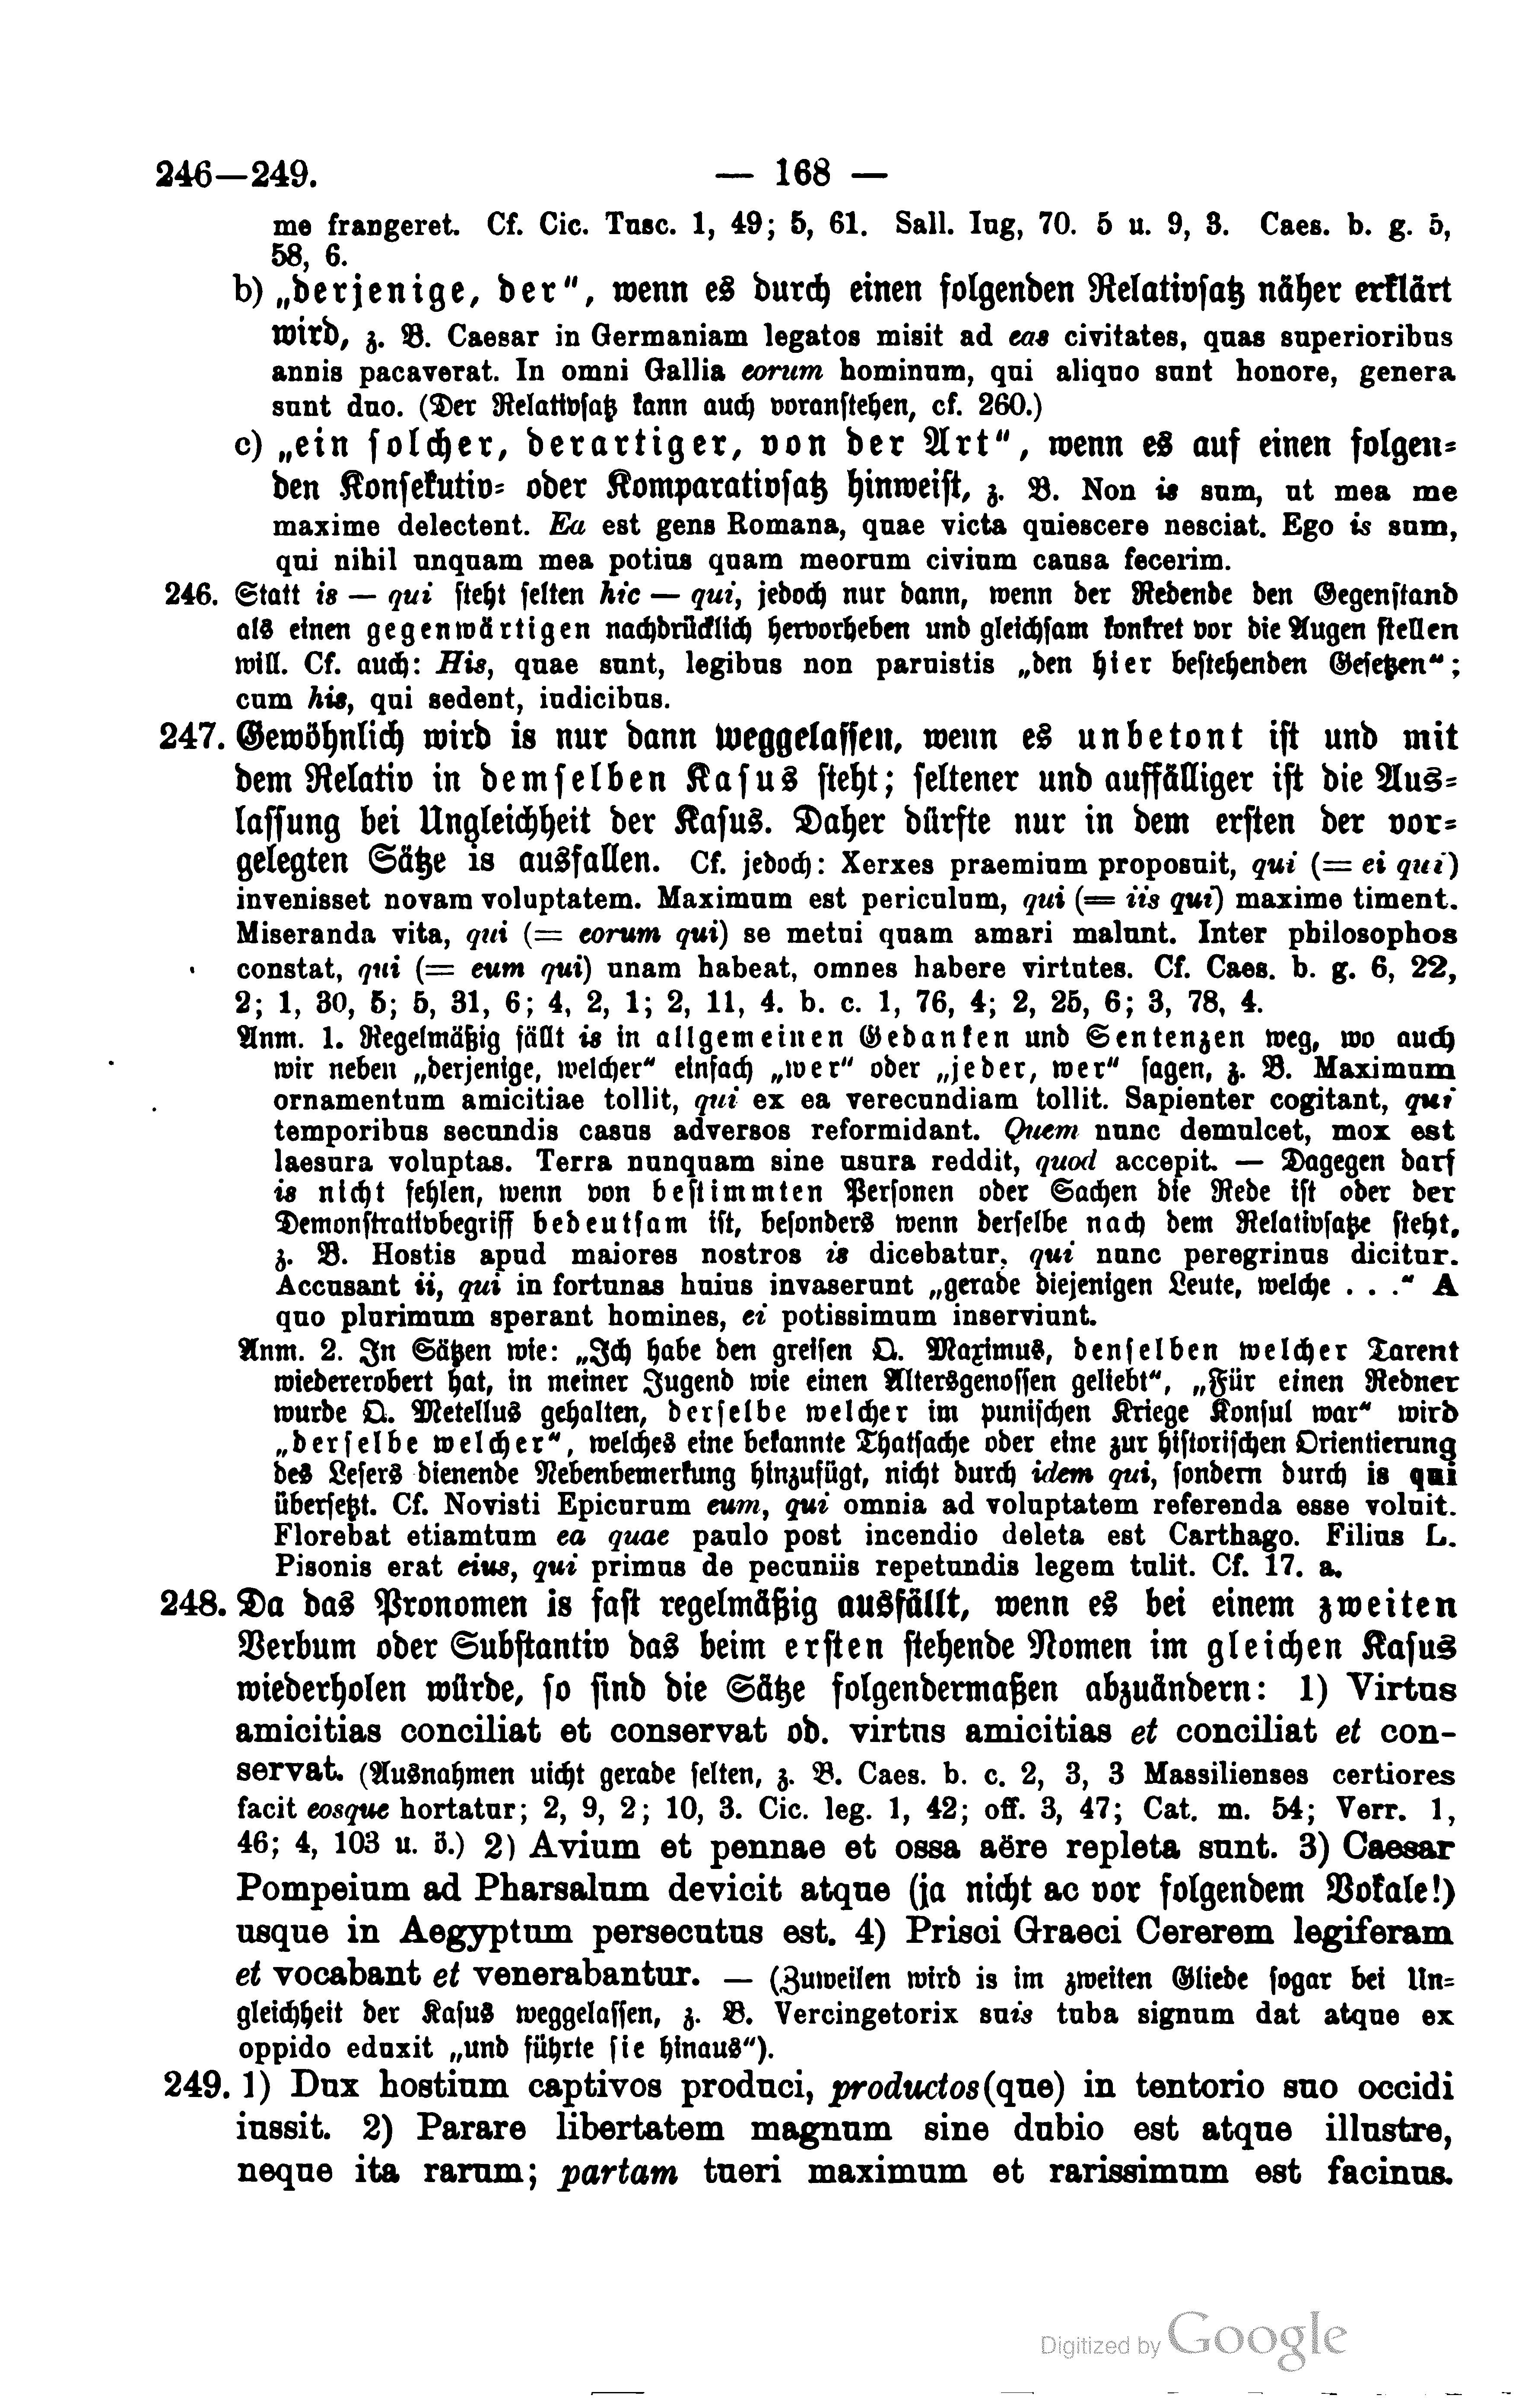 246—249.
— 168 —
me frangeret. Cf. Cic. Tusc. 1, 49; 5, 61. Sall. Iug, 70. 5 u. 9, 3. Caes. b. g. 5,
58, 6.
b) „derjenige, der“, wenn es durch einen folgenden Relativsatz näher erklärt
wird, z. B. Caesar in Germaniam legatos misit ad eas civitates, quas superioribus
annis pacaverat. In omni Gallia eorum hominum, qui aliquo sunt honore, genera
sunt duo. (Der Relativsatz kann auch voranstehen, cf. 260.)
c) „ein solcher, derartiger, von der Art“, wenn es auf einen folgen-
den Konsekutiv- oder Komparativsatz hinweist, z. B. Non is sum, ut mea me
maxime delectent. Ea est gens Romana, quae victa quiescere nesciat. Ego is sum,
qui nihil unquam mea potius quam meorum civium causa fecerim.
246. Statt is — qui steht selten hic — qui, jedoch nur dann, wenn der Redende den Gegenstand
als einen gegenwärtigen nachdrücklich hervorheben und gleichsam konkret vor die Augen stellen
will. Cf. auch: His, quae sunt, legibus non paruistis „den hier bestehenden Gesetzen“;
cum his, qui sedent, iudicibus.
247. Gewöhnlich wird is nur dann weggelassen, wenn es unbetont ist und mit
dem Relativ in demselben Kasus steht; seltener und auffälliger ist die Aus-
lassung bei Ungleichheit der Kasus. Daher dürfte nur in dem ersten der vor-
gelegten Sätze is ausfallen. Cf. jedoch: Xerxes praemium proposuit, qui (= ei qui)
invenisset novam voluptatem. Maximum est periculum, qui (= iis qui) maxime timent.
Miseranda vita, qui (= eorum qui) se metui quam amari malunt. Inter philosophos
constat, qui (= eum qui) unam habeat, omnes habere virtutes. Cf. Caes. b. g. 6, 22,
2; 1, 30, 5; 5, 31, 6; 4, 2, 1; 2, 11, 4. b. c. 1, 76, 4; 2, 25, 6; 3, 78, 4.
Anm. 1. Regelmäßig fällt is in allgemeinen Gedanken und Sentenzen weg, wo auch
wir neben „derjenige, welcher“ einfach „wer“ oder „jeder, wer“ sagen, z. B. Maximum
ornamentum amicitiae tollit, qui ex ea verecundiam tollit. Sapienter cogitant, qui
temporibus secundis casus adversos reformidant. Quem nunc demulcet, mox est
laesura voluptas. Terra nunquam sine usura reddit, quod accepit. — Dagegen darf
is nicht fehlen, wenn von bestimmten Personen oder Sachen die Rede ist oder der
Demonstrativbegriff bedeutsam ist, besonders wenn derselbe nach dem Relativsatze steht,
z. B. Hostis apud maiores nostros is dicebatur, qui nunc peregrinus dicitur.
Accusant ii, qui in fortunas huius invaserunt „gerade diejenigen Leute, welche . . .“ A
quo plurimum sperant homines, ei potissimum inserviunt.
Anm. 2. In Sätzen wie: „Ich habe den greisen Q. Maximus, denselben welcher Tarent
wiedererobert hat, in meiner Jugend wie einen Altersgenossen geliebt“, „Für einen Redner
wurde Q. Metellus gehalten, derselbe welcher im punischen Kriege Konsul war“ wird
„derselbe welcher“, welches eine bekannte Thatsache oder eine zur historischen Orientierung
des Lesers dienende Nebenbemerkung hinzufügt, nicht durch idem qui, sondern durch is qui
übersetzt. Cf. Novisti Epicurum eum, qui omnia ad voluptatem referenda esse voluit.
Florebat etiamtum ea quae paulo post incendio deleta est Carthago. Filius L.
Pisonis erat eius, qui primus de pecuniis repetundis legem tulit. Cf. 17. a.
248. Da das Pronomen is fast regelmäßig ausfällt, wenn es bei einem zweiten
Verbum oder Substantiv das beim ersten stehende Nomen im gleichen Kasus
wiederholen würde, so sind die Sätze folgendermaßen abzuändern: 1) Virtus
amicitias conciliat et conservat ob. virtus amicitias et conciliat et con-
servat. (Ausnahmen uicht gerade selten, z. B. Caes. b. c. 2, 3, 3 Massilienses certiores
facit eosque hortatur; 2, 9, 2; 10, 3. Cic. leg. 1, 42; off. 3, 47; Cat. m. 54; Verr. 1,
46; 4, 103 u. ö.) 2) Avium et pennae et ossa aëre repleta sunt. 3) Caesar
Pompeium ad Pharsalum devicit atque (ja nicht ac vor folgendem Vokale!)
usque in Aegyptum persecutus est. 4) Prisci Graeci Cererem legiferam
et vocabant et venerabantur. — (Zuweilen wird is im zweiten Gliede sogar bei Un-
gleichheit der Kasus weggelassen, z. B. Vercingetorix suis tuba signum dat atque ex
oppido eduxit „und führte sie hinaus“).
249. 1) Dux hostium captivos produci, productos(que) in tentorio suo occidi
iussit. 2) Parare libertatem magnum sine dubio est atque illustre,
neque ita rarum; partam tueri maximum et rarissimum est facinus.
Digitized by Google